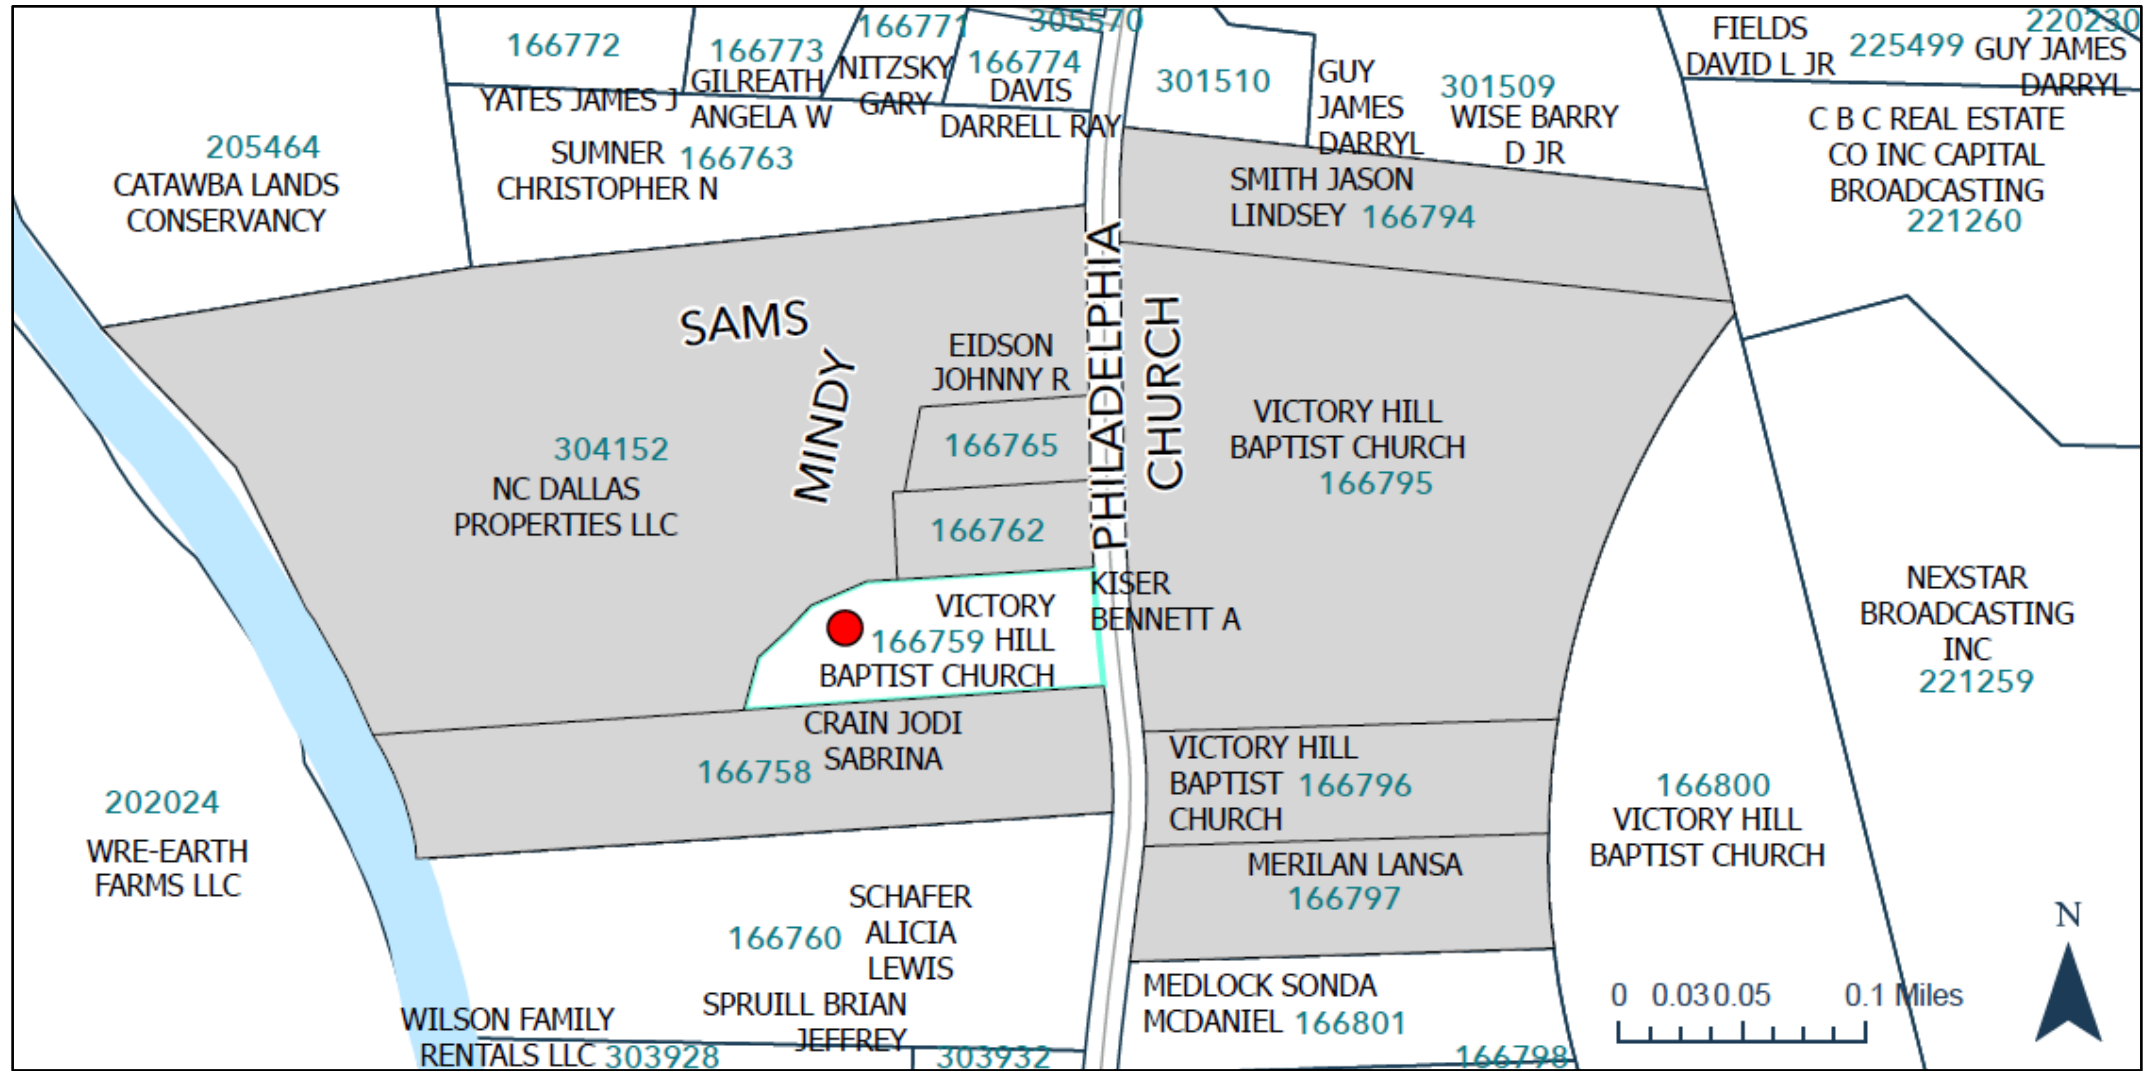 166772
166773
GILREATH
ANGELA W
166771
NITZSKY
GARY
305570
166774
DAVIS
DARRELL RAY
301510
GUY
JAMES
DARRYL
301509
WISE BARRY
D JR
FIELDS
DAVID L JR
225499
220230
GUY JAMES
DARRYL
YATES JAMES J
205464
CATAWBA LANDS
CONSERVANCY
SUMNER
CHRISTOPHER N
166763
C B C REAL ESTATE
CO INC CAPITAL
BROADCASTING
221260
SMITH JASON
LINDSEY 166794
SAMS
MINDY
PHILADELPHIA
CHURCH
EIDSON
JOHNNY R
166765
304152
NC DALLAS
PROPERTIES LLC
166762
VICTORY HILL
BAPTIST CHURCH
166795
KISER
BENNETT A
VICTORY
166759 HILL
BAPTIST CHURCH
NEXSTAR
BROADCASTING
INC
221259
CRAIN JODI
SABRINA
166758
VICTORY HILL
BAPTIST 166796
CHURCH
166800
VICTORY HILL
BAPTIST CHURCH
202024
WRE-EARTH
FARMS LLC
MERILAN LANSA
166797
SCHAFER
ALICIA
LEWIS
166760
SPRUILL BRIAN
JEFFREY
MEDLOCK SONDA
MCDANIEL 166801
WILSON FAMILY
RENTALS LLC 303928
303932
166798
N
0 0.03 0.05 0.1 Miles